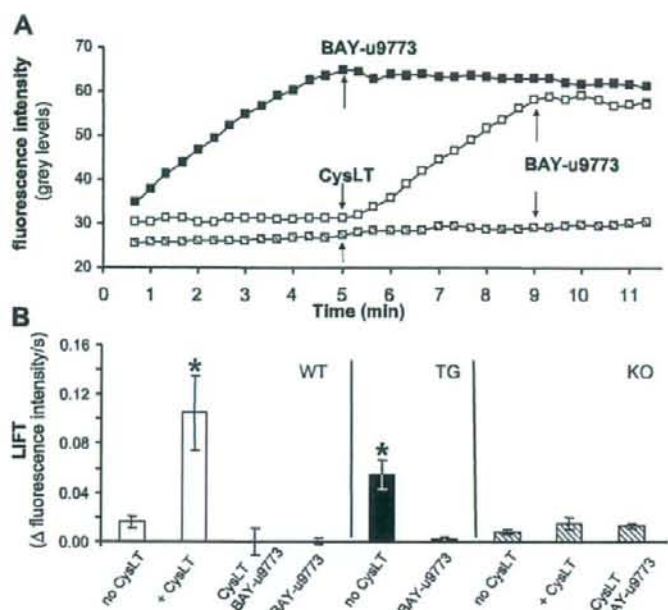 A
BAY-u9773
CysLT
BAY-u9773
fluorescence intensity
(grey levels)
70
60
50
40
30
20
0 1 2 3 4 5 6 7 8 9 10 11
Time (min)
B
WT TG KO
*
*
LIFT
(Δ fluorescence intensity/s)
0.16
0.12
0.08
0.04
0.00
no CysLT
+ CysLT
CysLT
BAY-u9773
BAY-u9773
no CysLT
BAY-u9773
no CysLT
+ CysLT
CysLT
BAY-u9773